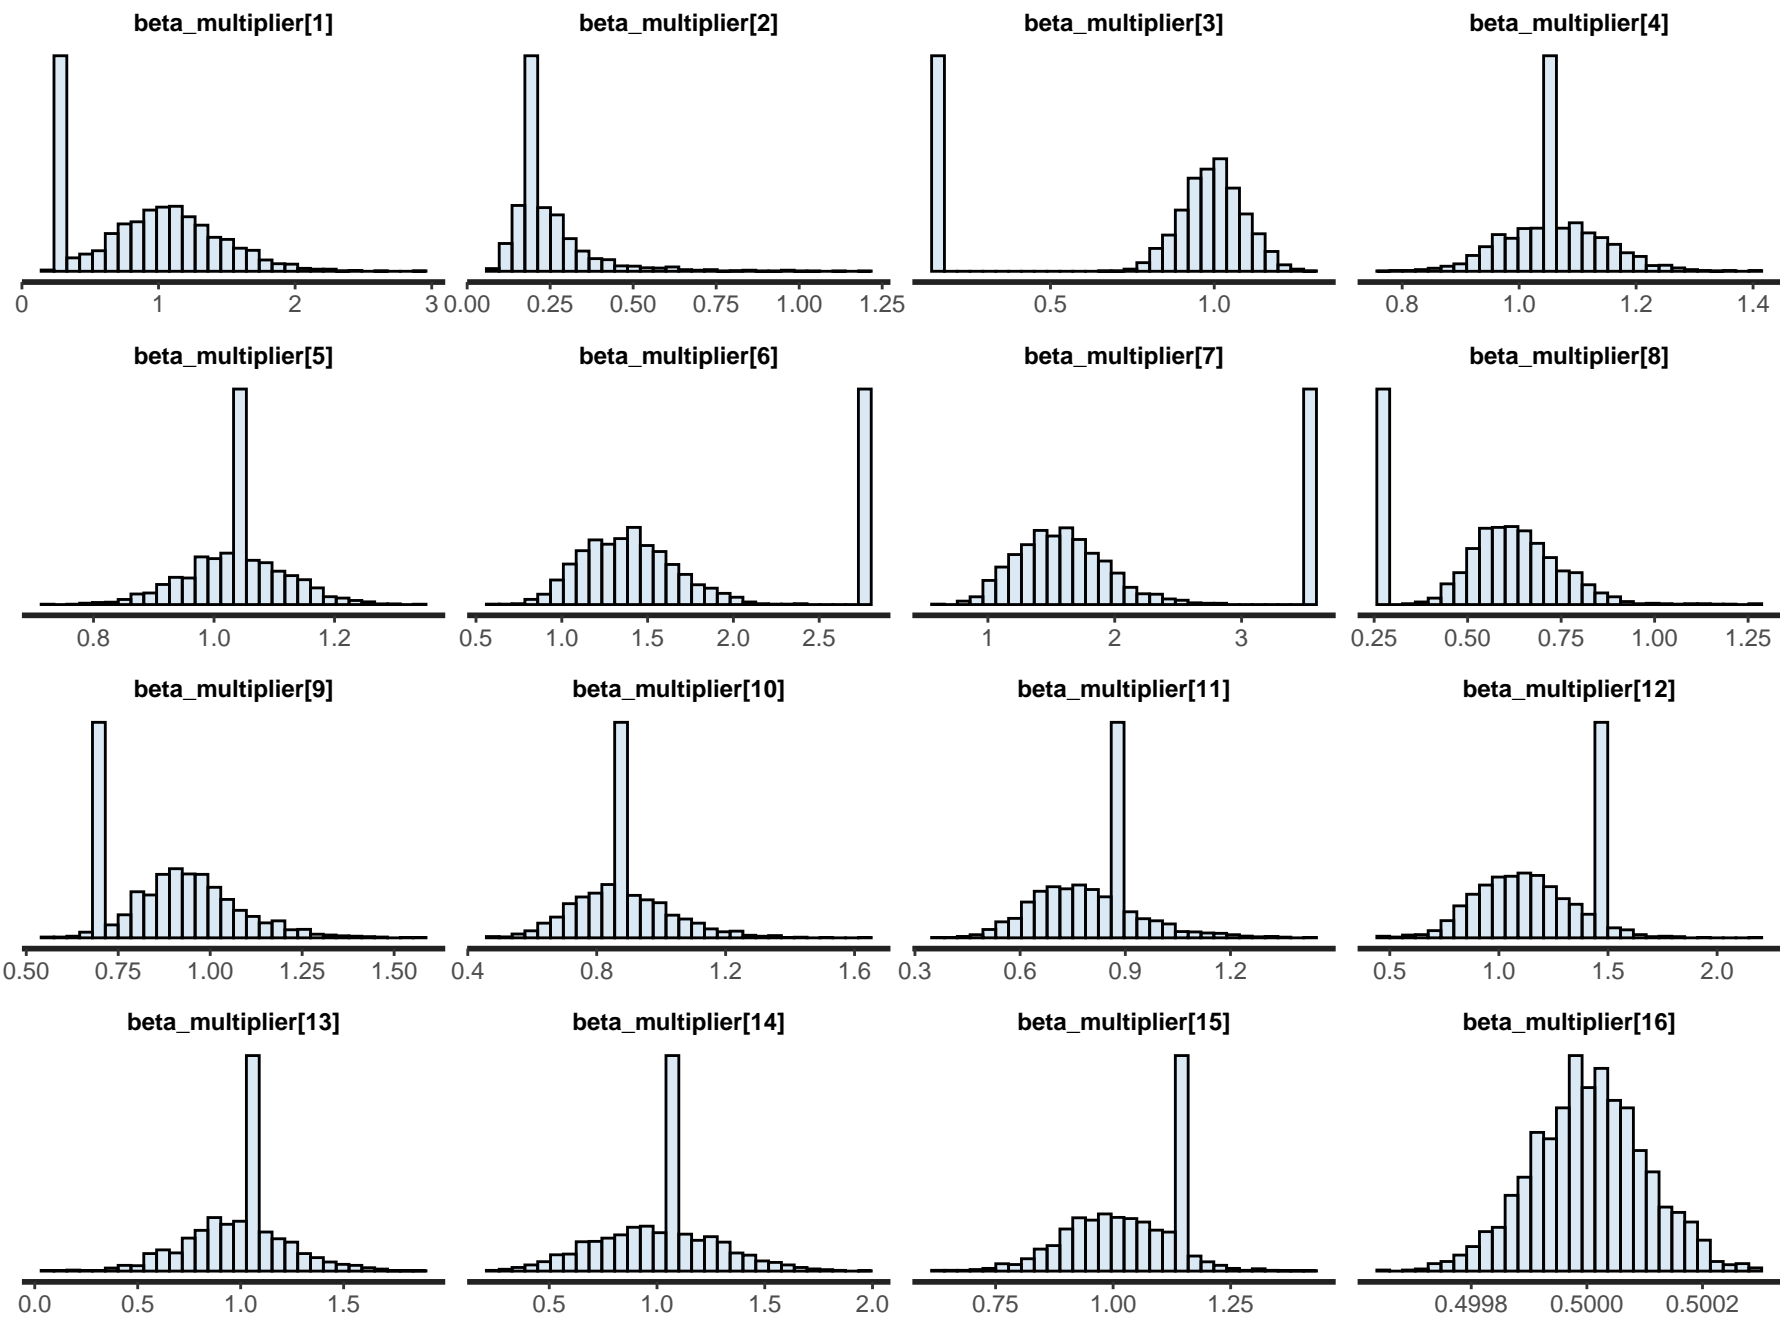 beta_multiplier[1] beta_multiplier[2] beta_multiplier[3] beta_multiplier[4]
0 1 2 3 0.00 0.25 0.50 0.75 1.00 1.25 0.5 1.0 0.8 1.0 1.2 1.4
beta_multiplier[5] beta_multiplier[6] beta_multiplier[7] beta_multiplier[8]
0.8 1.0 1.2 0.5 1.0 1.5 2.0 2.5 1 2 3 0.25 0.50 0.75 1.00 1.25
beta_multiplier[9] beta_multiplier[10] beta_multiplier[11] beta_multiplier[12]
0.50 0.75 1.00 1.25 1.50 0.4 0.8 1.2 1.6 0.3 0.6 0.9 1.2 0.5 1.0 1.5 2.0
beta_multiplier[13] beta_multiplier[14] beta_multiplier[15] beta_multiplier[16]
0.0 0.5 1.0 1.5 0.5 1.0 1.5 2.0 0.75 1.00 1.25 0.4998 0.5000 0.5002